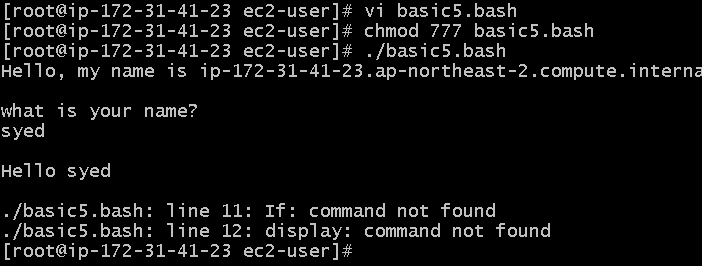 [root@ip-172-31-41-23 ec2-user]# vi basic5.bash
[root@ip-172-31-41-23 ec2-user]# chmod 777 basic5.bash
[root@ip-172-31-41-23 ec2-user]# ./basic5.bash
Hello, my name is ip-172-31-41-23.ap-northeast-2.compute.interna
what is your name?
syed
Hello syed
./basic5.bash: line 11: If: command not found
./basic5.bash: line 12: display: command not found
[root@ip-172-31-41-23 ec2-user]#